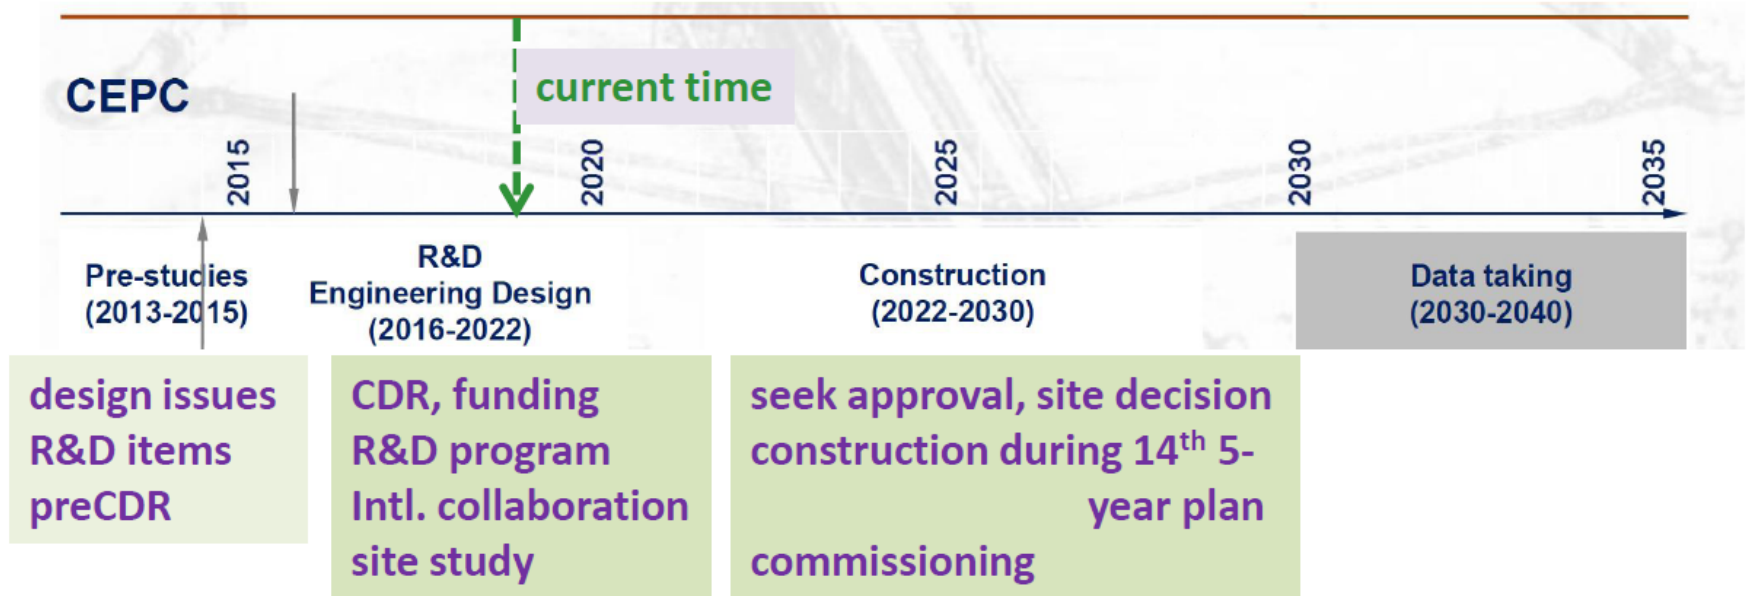 current time
CEPC
2015
2020
2025
2030
2035
Pre-studies
(2013-2015)
R&D
Engineering Design
(2016-2022)
Construction
(2022-2030)
Data taking
(2030-2040)
design issues
R&D items
preCDR
CDR, funding
R&D program
Intl. collaboration
site study
seek approval, site decision
construction during 14th 5-
year plan
commissioning